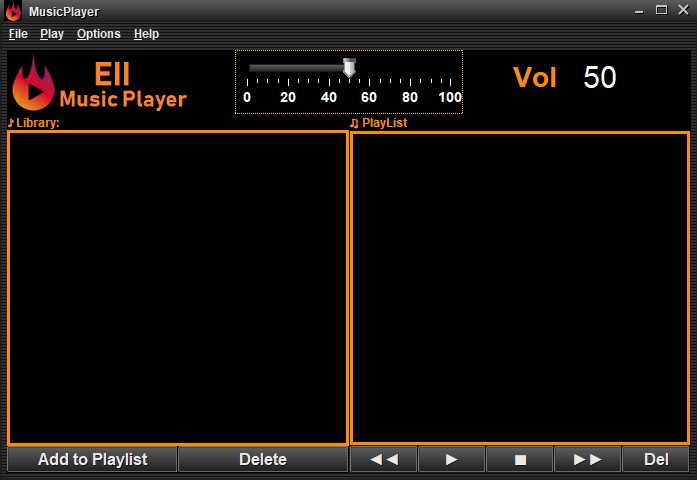 MusicPlayer
File Play Options Help
Ell
Music Player
0 20 40 60 80 100
Vol 50
Library:
PlayList
Add to Playlist Delete Del